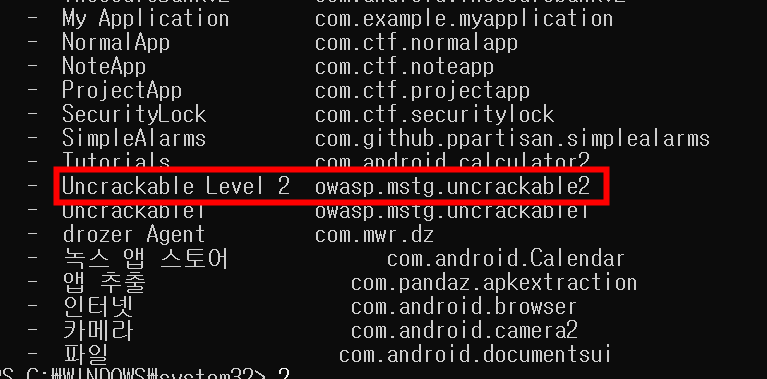 - My Application com.example.myapplication
- NormalApp com.ctf.normalapp
- NoteApp com.ctf.noteapp
- ProjectApp com.ctf.projectapp
- SecurityLock com.ctf.securitylock
- SimpleAlarms com.github.ppartisan.simplealarms
- Tutorials com.android.calculator2
- Uncrackable Level 2 owasp.mstg.uncrackable2
- Uncrackable1 owasp.mstg.uncrackable1
- drozer Agent com.mwr.dz
- 녹스 앱 스토어 com.android.Calendar
- 앱 추출 com.pandaz.apkextraction
- 인터넷 com.android.browser
- 카메라 com.android.camera2
- 파일 com.android.documentsui
PS C:₩WINDOWS₩system32> 2